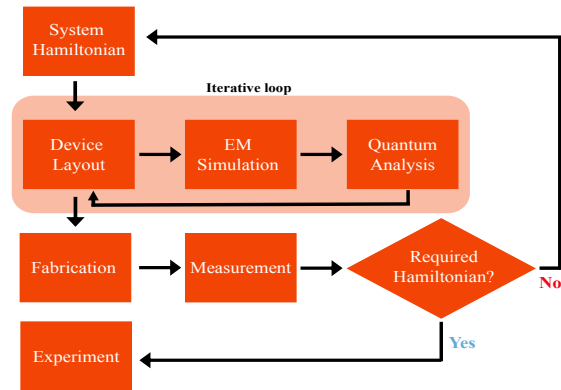 System
Hamiltonian
Iterative loop
Device
Layout
EM
Simulation
Quantum
Analysis
Fabrication
Measurement
Required
Hamiltonian?
No
Yes
Experiment